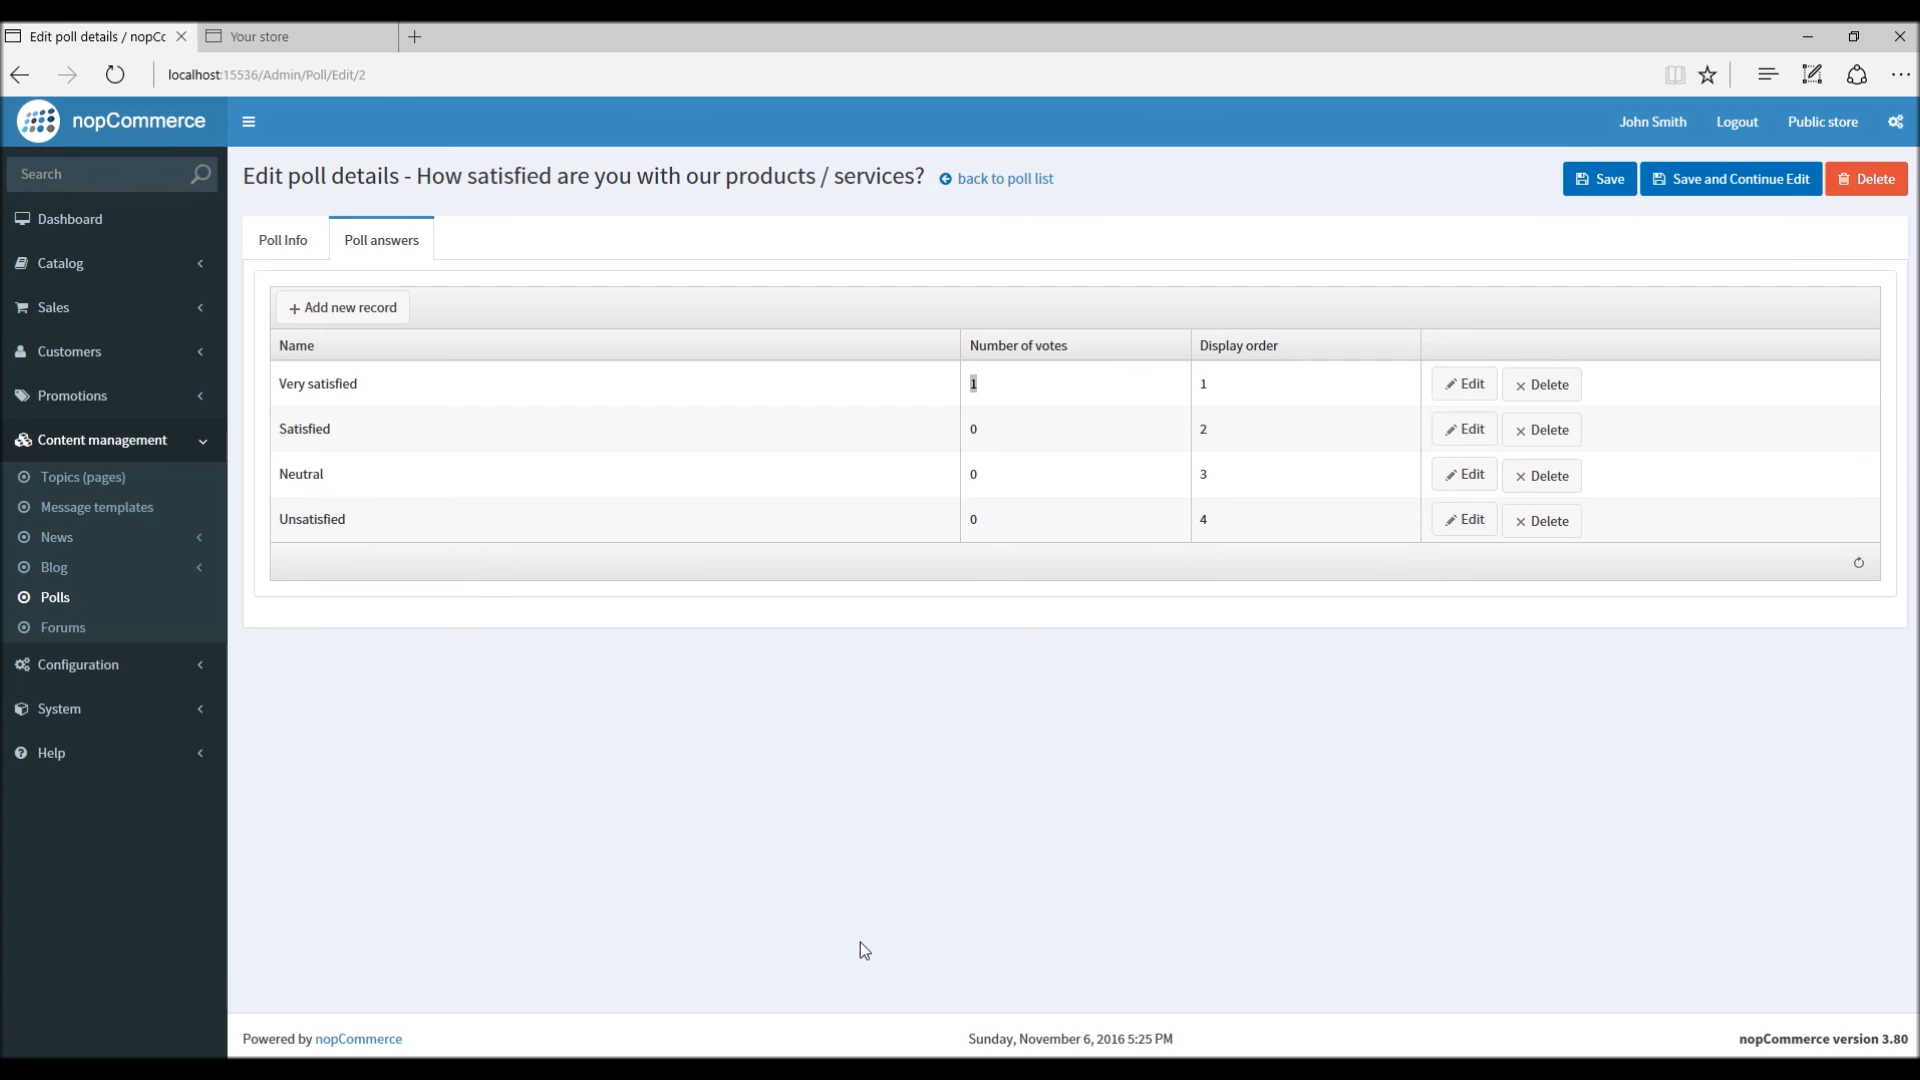 Edit poll details / nopCc
Your store
localhost:15536/Admin/Poll/Edit/2
nopCommerce
John Smith
Logout
Public store
Search
Edit poll details - How satisfied are you with our products / services? back to poll list
Save
Save and Continue Edit
Delete
Dashboard
Catalog
Sales
Customers
Promotions
Content management
Topics (pages)
Message templates
News
Blog
Polls
Forums
Configuration
System
Help
Poll Info
Poll answers
+ Add new record
Name Number of votes Display order
Very satisfied 1 1 Edit Delete
Satisfied 0 2 Edit Delete
Neutral 0 3 Edit Delete
Unsatisfied 0 4 Edit Delete
Powered by nopCommerce
Sunday, November 6, 2016 5:25 PM
nopCommerce version 3.80